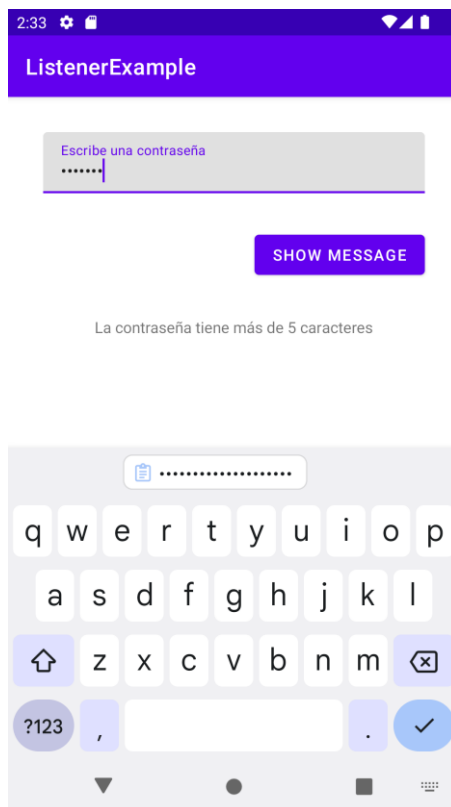 2:33
ListenerExample
Escribe una contraseña
•••••••
SHOW MESSAGE
La contraseña tiene más de 5 caracteres
••••••••••••••••••••
q w e r t y u i o p
a s d f g h j k l
z x c v b n m
?123 , .